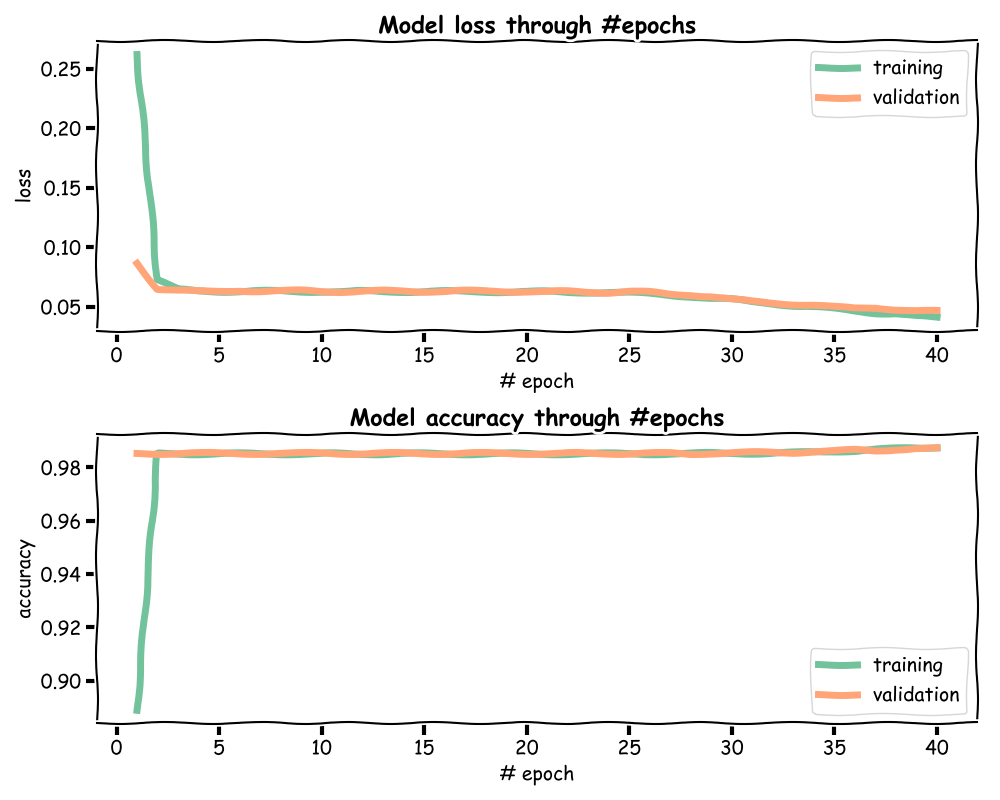 Model loss through #epochs
0.25
0.20
0.15
0.10
0.05
loss
training
validation
0 5 10 15 20 25 30 35 40
# epoch
Model accuracy through #epochs
0.98
0.96
0.94
0.92
0.90
accuracy
training
validation
0 5 10 15 20 25 30 35 40
# epoch